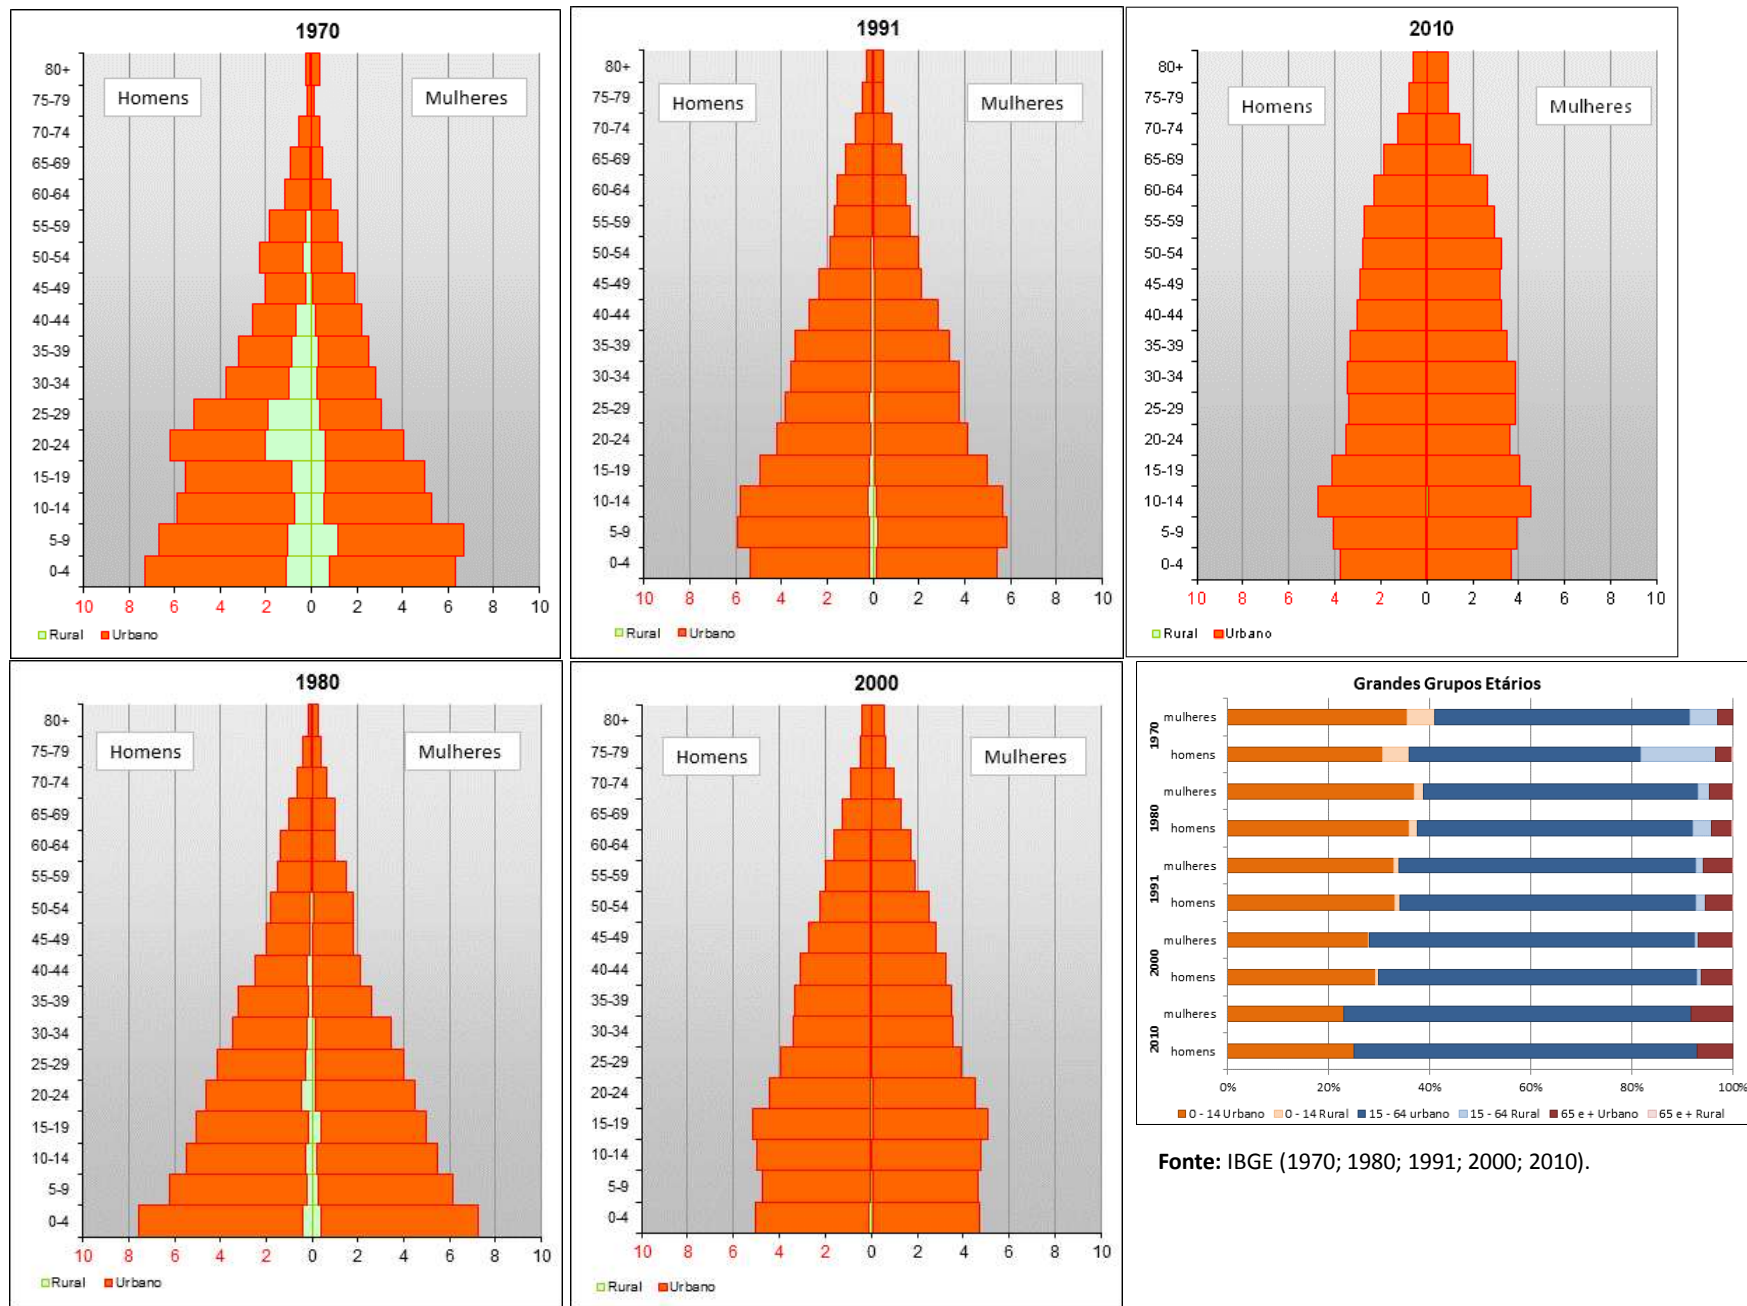 1970
80+
75-79
70-74
65-69
60-64
55-59
50-54
45-49
40-44
35-39
30-34
25-29
20-24
15-19
10-14
5-9
0-4
Homens
Mulheres
10 8 6 4 2 0 2 4 6 8 10
Rural Urbano
1991
80+
75-79
70-74
65-69
60-64
55-59
50-54
45-49
40-44
35-39
30-34
25-29
20-24
15-19
10-14
5-9
0-4
Homens
Mulheres
10 8 6 4 2 0 2 4 6 8 10
Rural Urbano
2010
80+
75-79
70-74
65-69
60-64
55-59
50-54
45-49
40-44
35-39
30-34
25-29
20-24
15-19
10-14
5-9
0-4
Homens
Mulheres
10 8 6 4 2 0 2 4 6 8 10
Rural Urbano
1980
80+
75-79
70-74
65-69
60-64
55-59
50-54
45-49
40-44
35-39
30-34
25-29
20-24
15-19
10-14
5-9
0-4
Homens
Mulheres
10 8 6 4 2 0 2 4 6 8 10
Rural Urbano
2000
80+
75-79
70-74
65-69
60-64
55-59
50-54
45-49
40-44
35-39
30-34
25-29
20-24
15-19
10-14
5-9
0-4
Homens
Mulheres
10 8 6 4 2 0 2 4 6 8 10
Rural Urbano
Grandes Grupos Etários
1970
mulheres
homens
1980
mulheres
homens
1991
mulheres
homens
2000
mulheres
homens
2010
mulheres
homens
0% 20% 40% 60% 80% 100%
0 - 14 Urbano 0 - 14 Rural 15 - 64 urbano 15 - 64 Rural 65 e + Urbano 65 e + Rural
Fonte: IBGE (1970; 1980; 1991; 2000; 2010).